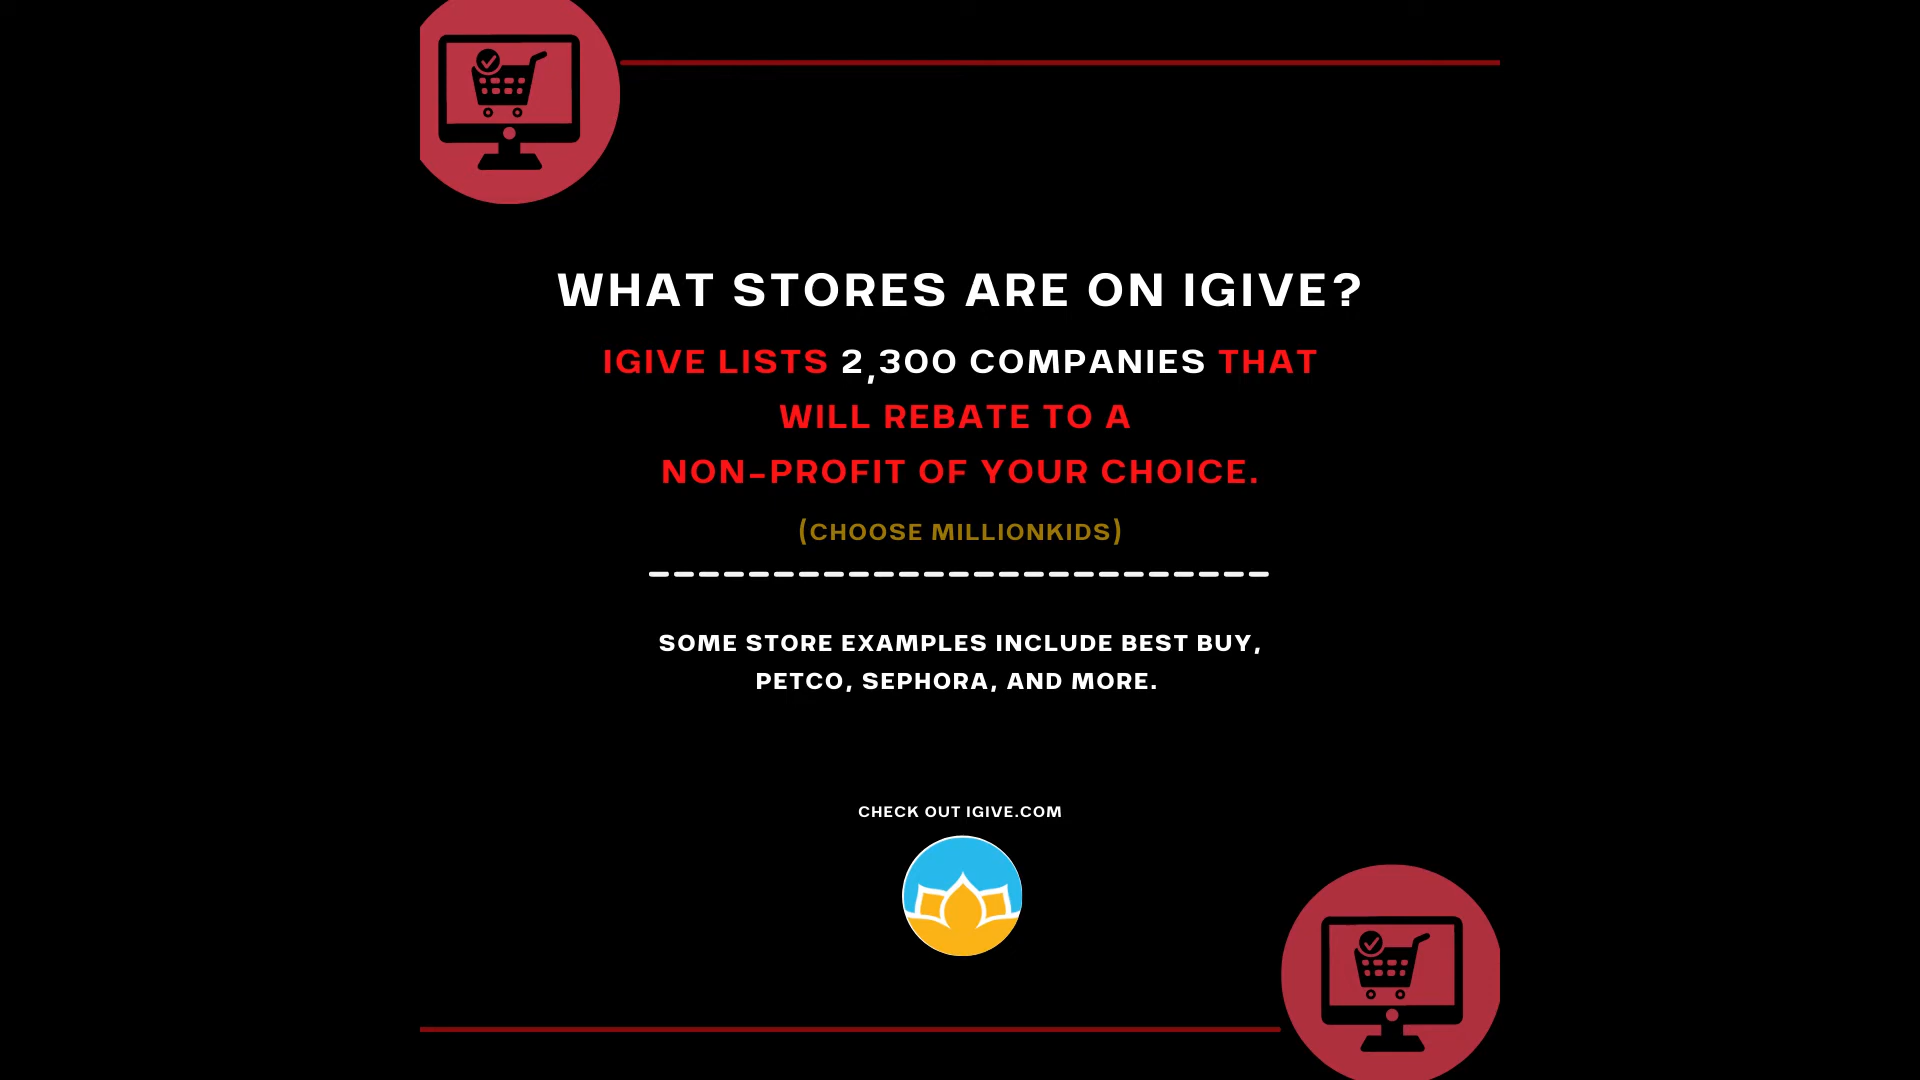 WHAT STORES ARE ON IGIVE?
IGIVE LISTS 2,300 COMPANIES THAT
WILL REBATE TO A
NON-PROFIT OF YOUR CHOICE.
(CHOOSE MILLIONKIDS)
SOME STORE EXAMPLES INCLUDE BEST BUY,
PETCO, SEPHORA, AND MORE.
CHECK OUT IGIVE.COM